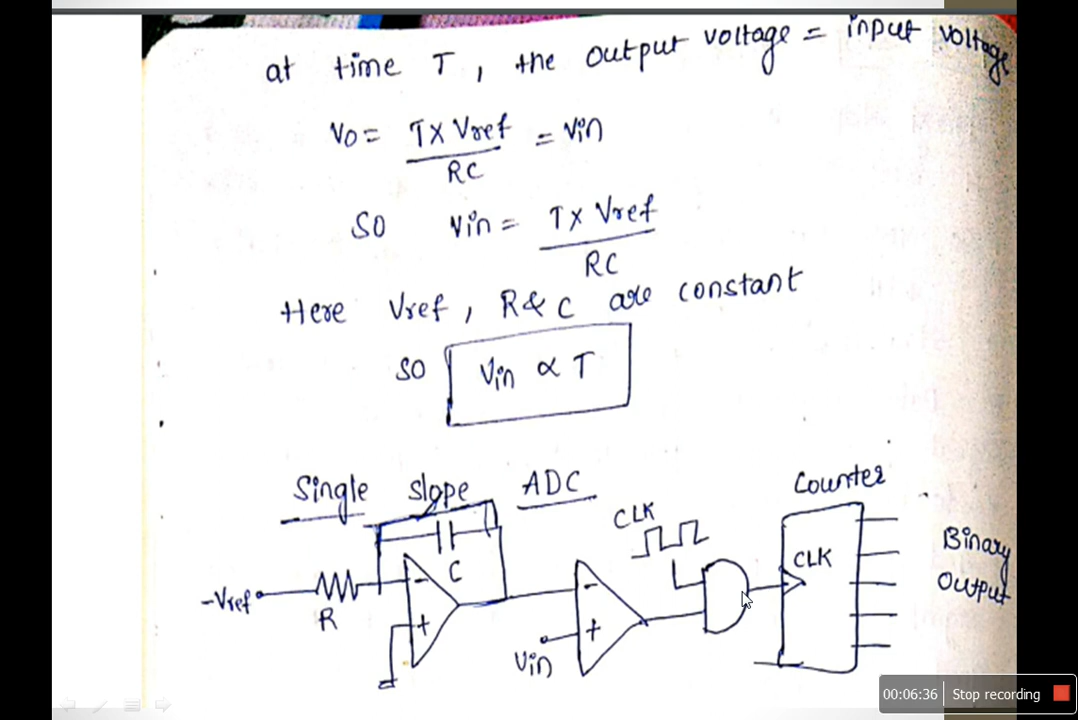 at time T, the output voltage = input voltage
Vo = T x Vref / RC = Vin
So Vin = T x Vref / RC
Here Vref, R & C are constant
So Vin ∝ T
Single slope ADC
Counter
CLK
Binary
CLK
C
-
-
Output
-Vref
R
+
+
Vin
00:06:36 Stop recording